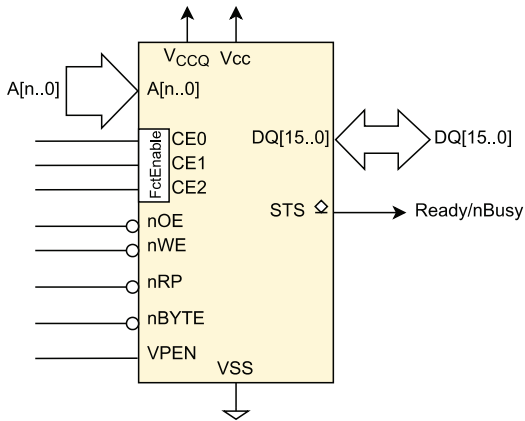 VCCQ Vcc
A[n..0] A[n..0]
FctEnable
CE0
CE1
CE2
DQ[15..0] DQ[15..0]
STS Ready/nBusy
nOE
nWE
nRP
nBYTE
VPEN
VSS